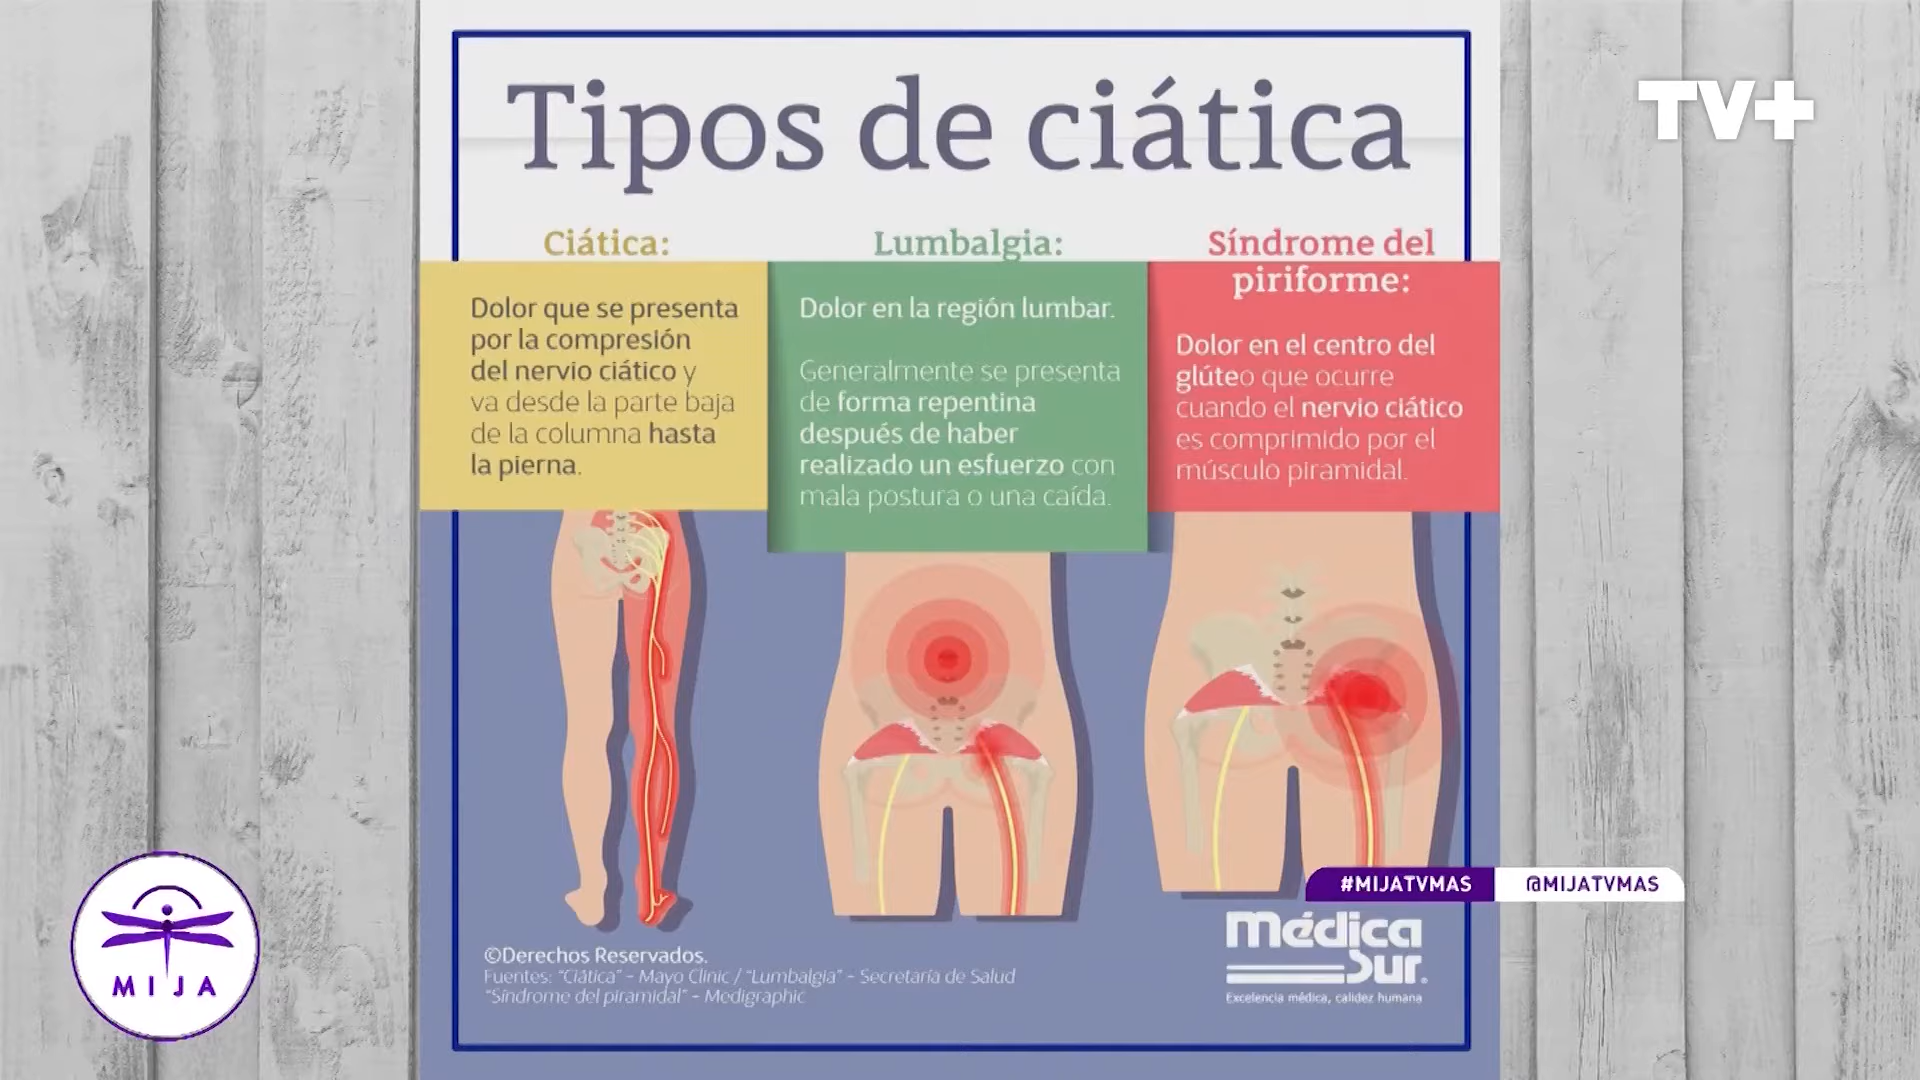 TV+
Tipos de ciática
Ciática:
Dolor que se presenta
por la compresión
del nervio ciático y
va desde la parte baja
de la columna hasta
la pierna.
Lumbalgia:
Dolor en la región lumbar.
Generalmente se presenta
de forma repentina
después de haber
realizado un esfuerzo con
mala postura o una caída.
Síndrome del
piriforme:
Dolor en el centro del
glúteo que ocurre
cuando el nervio ciático
es comprimido por el
músculo piramidal.
#MIJATVMAS
@MIJATVMAS
©Derechos Reservados.
Fuentes: "Ciática" - Mayo Clinic / "Lumbalgia" - Secretaría de Salud
"Síndrome del piramidal" - Medigraphic
médica
Sur.
Excelencia médica, calidez humana
MIJA